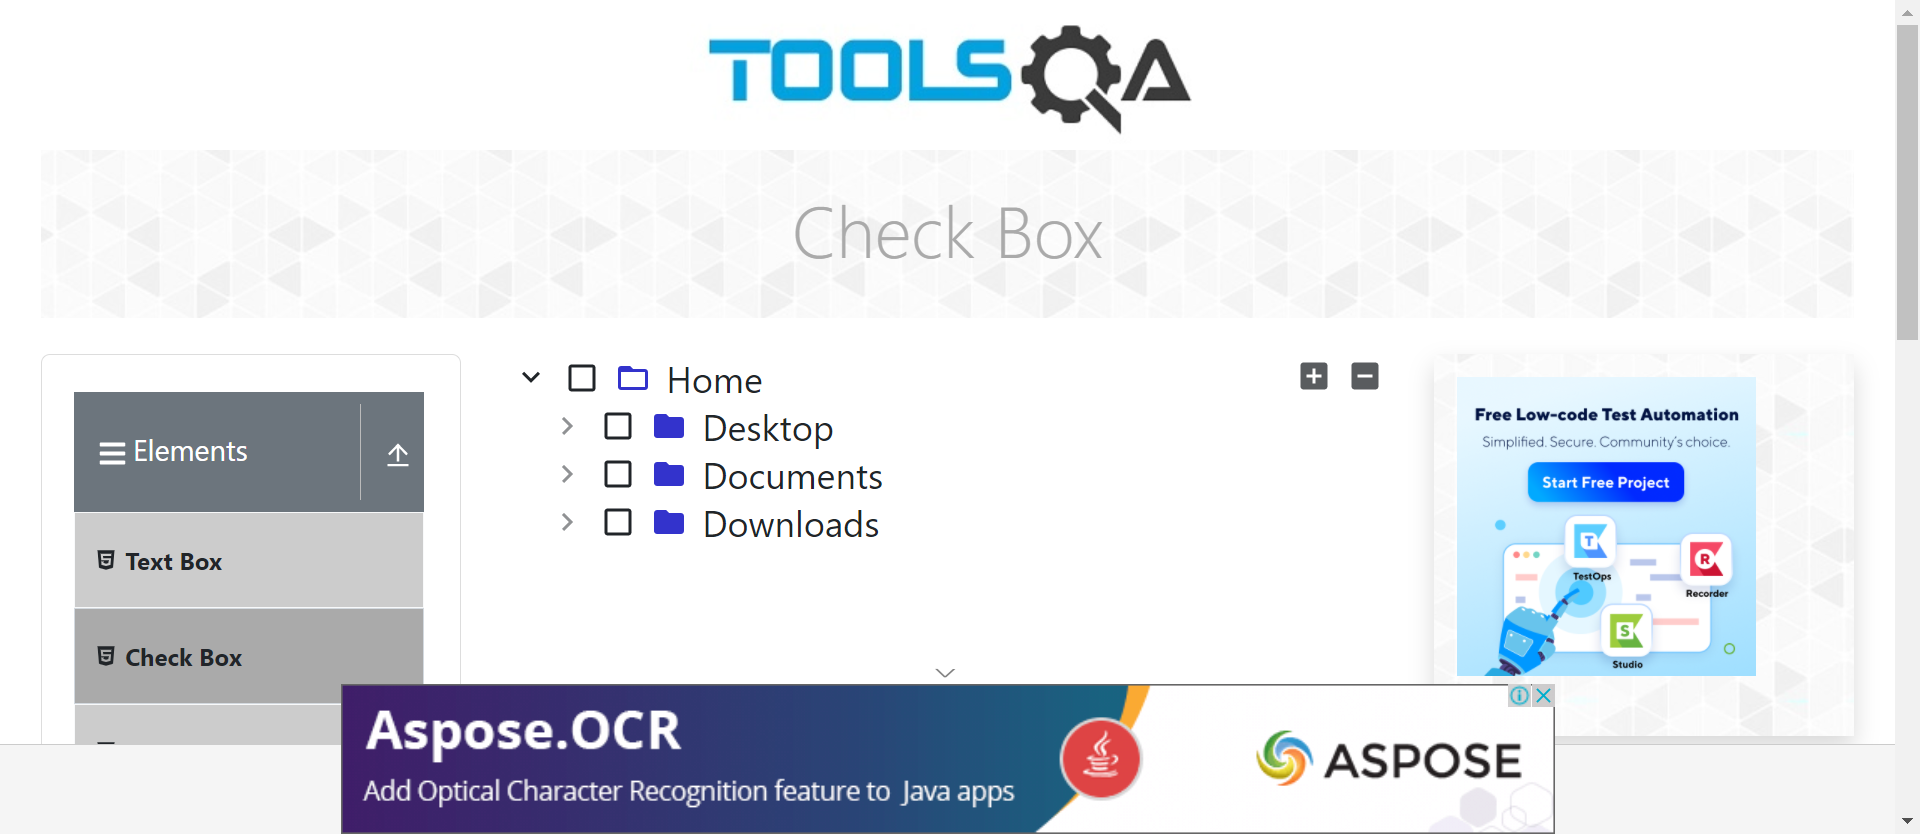 TOOLSQA
Check Box
Elements
Text Box
Check Box
Home
Desktop
Documents
Downloads
Free Low-code Test Automation
Simplified. Secure. Community's choice.
Start Free Project
TestOps
Recorder
Studio
Aspose.OCR
Add Optical Character Recognition feature to Java apps
ASPOSE